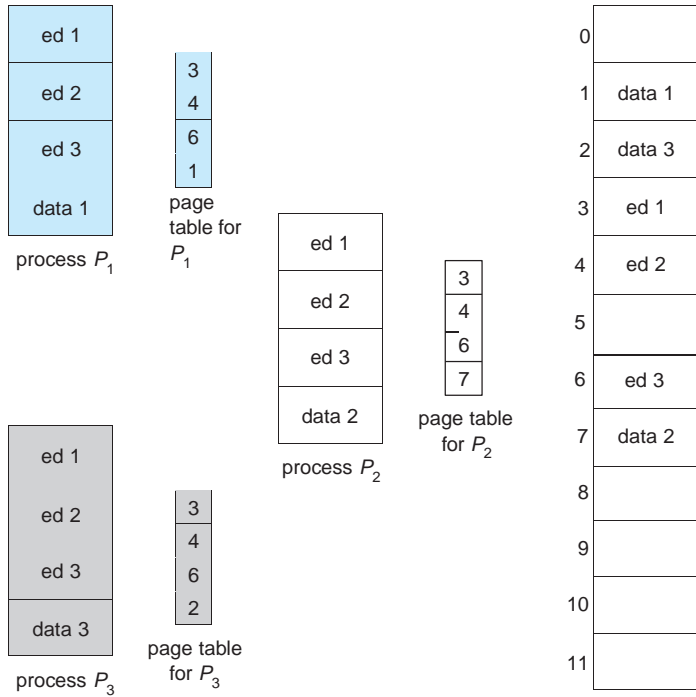 ed 1
ed 2
ed 3
data 1
process P1
3
4
6
1
page
table for
P1
ed 1
ed 2
ed 3
data 2
process P2
3
4
6
7
page table
for P2
ed 1
ed 2
ed 3
data 3
process P3
3
4
6
2
page table
for P3
0
1 data 1
2 data 3
3 ed 1
4 ed 2
5
6 ed 3
7 data 2
8
9
10
11